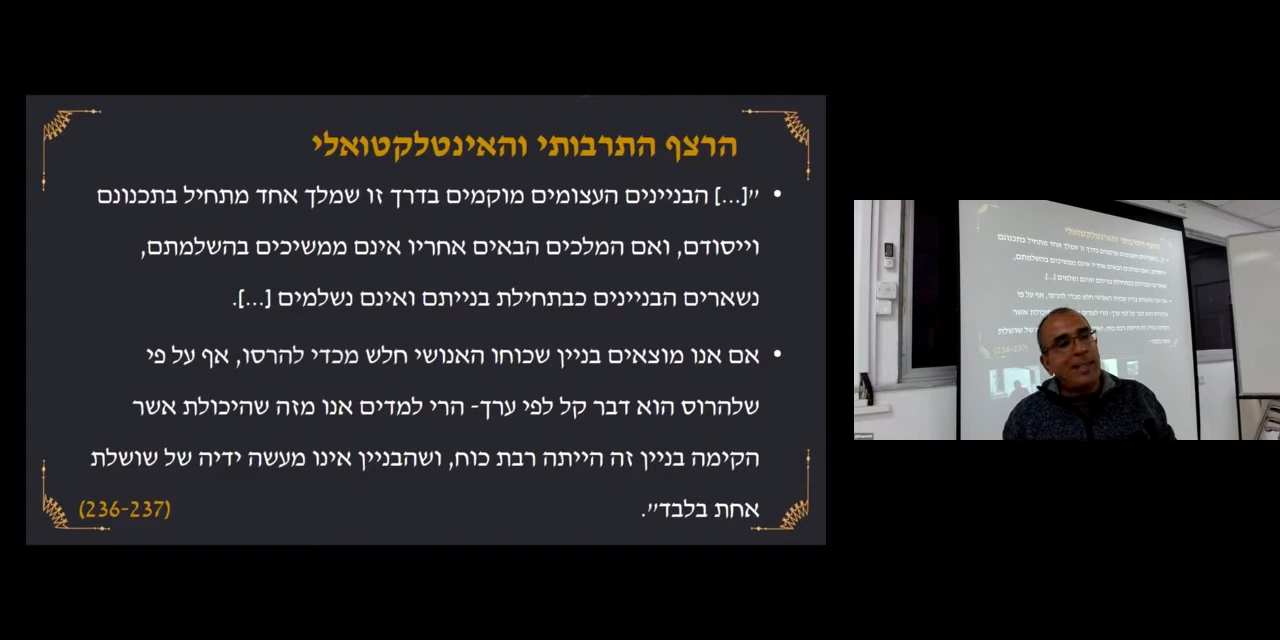 הרצף התרבותי והאינטלקטואלי
• ״[...] הבניינים העצומים מוקמים בדרך זו שמלך אחד מתחיל בתכנונם
וייסודם, ואם המלכים הבאים אחריו אינם ממשיכים בהשלמתם,
נשארים הבניינים כבתחילת בנייתם ואינם נשלמים [...].
• אם אנו מוצאים בניין שכוחו האנושי חלש מכדי להרסו, אף על פי
שלהרוס הוא דבר קל לפי ערך- הרי למדים אנו מזה שהיכולת אשר
הקימה בניין זה הייתה רבת כוח, ושהבניין אינו מעשה ידיה של שושלת
אחת בלבד״.
(236-237)